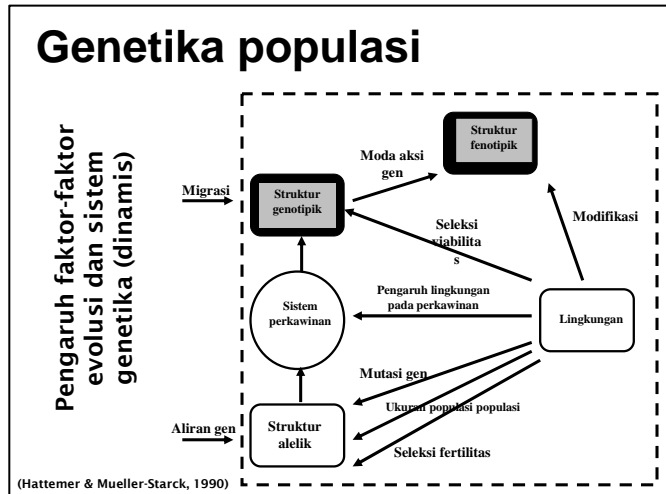 Genetika populasi
Pengaruh faktor-faktor
evolusi dan sistem
genetika (dinamis)
Struktur
fenotipik
Moda aksi
gen
Migrasi
Struktur
genotipik
Seleksi
viabilita
s
Modifikasi
Sistem
perkawinan
Pengaruh lingkungan
pada perkawinan
Lingkungan
Mutasi gen
Ukuran populasi populasi
Aliran gen
Struktur
alelik
Seleksi fertilitas
(Hattemer & Mueller-Starck, 1990)